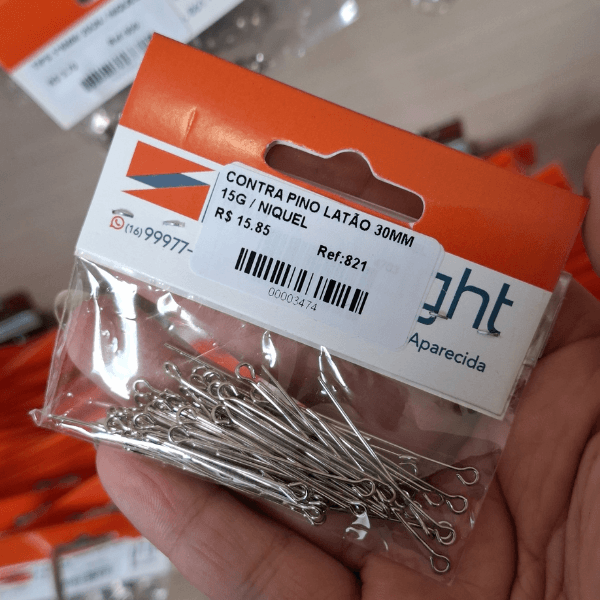 CONTRA PINO LATÃO 30MM
15G / NIQUEL
R$ 15.85
Ref:821
00003474
(16) 99977-
ght
Aparecida